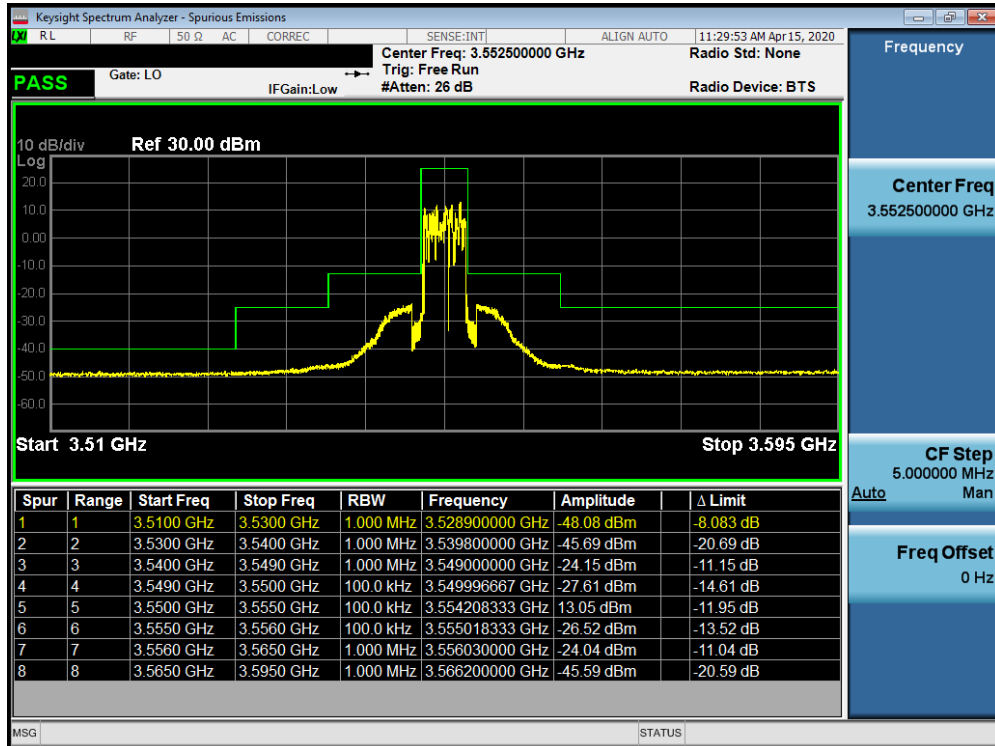 Keysight Spectrum Analyzer - Spurious Emissions
LXI RL RF 50 Ω AC CORREC SENSE:INT ALIGN AUTO 11:29:53 AM Apr 15, 2020
Center Freq: 3.552500000 GHz Radio Std: None
PASS Gate: LO Trig: Free Run
IFGain:Low #Atten: 26 dB Radio Device: BTS
Frequency
10 dB/div Ref 30.00 dBm
Log
20.0
10.0
0.00
-10.0
-20.0
-30.0
-40.0
-50.0
-60.0
Start 3.51 GHz Stop 3.595 GHz
Center Freq
3.552500000 GHz
CF Step
5.000000 MHz
Auto Man
Freq Offset
0 Hz
Spur Range Start Freq Stop Freq RBW Frequency Amplitude Δ Limit
1 1 3.5100 GHz 3.5300 GHz 1.000 MHz 3.528900000 GHz -48.08 dBm -8.083 dB
2 2 3.5300 GHz 3.5400 GHz 1.000 MHz 3.539800000 GHz -45.69 dBm -20.69 dB
3 3 3.5400 GHz 3.5490 GHz 1.000 MHz 3.549000000 GHz -24.15 dBm -11.15 dB
4 4 3.5490 GHz 3.5500 GHz 100.0 kHz 3.549996667 GHz -27.61 dBm -14.61 dB
5 5 3.5500 GHz 3.5550 GHz 100.0 kHz 3.554208333 GHz 13.05 dBm -11.95 dB
6 6 3.5550 GHz 3.5560 GHz 100.0 kHz 3.555018333 GHz -26.52 dBm -13.52 dB
7 7 3.5560 GHz 3.5650 GHz 1.000 MHz 3.556030000 GHz -24.04 dBm -11.04 dB
8 8 3.5650 GHz 3.5950 GHz 1.000 MHz 3.566200000 GHz -45.59 dBm -20.59 dB
MSG STATUS